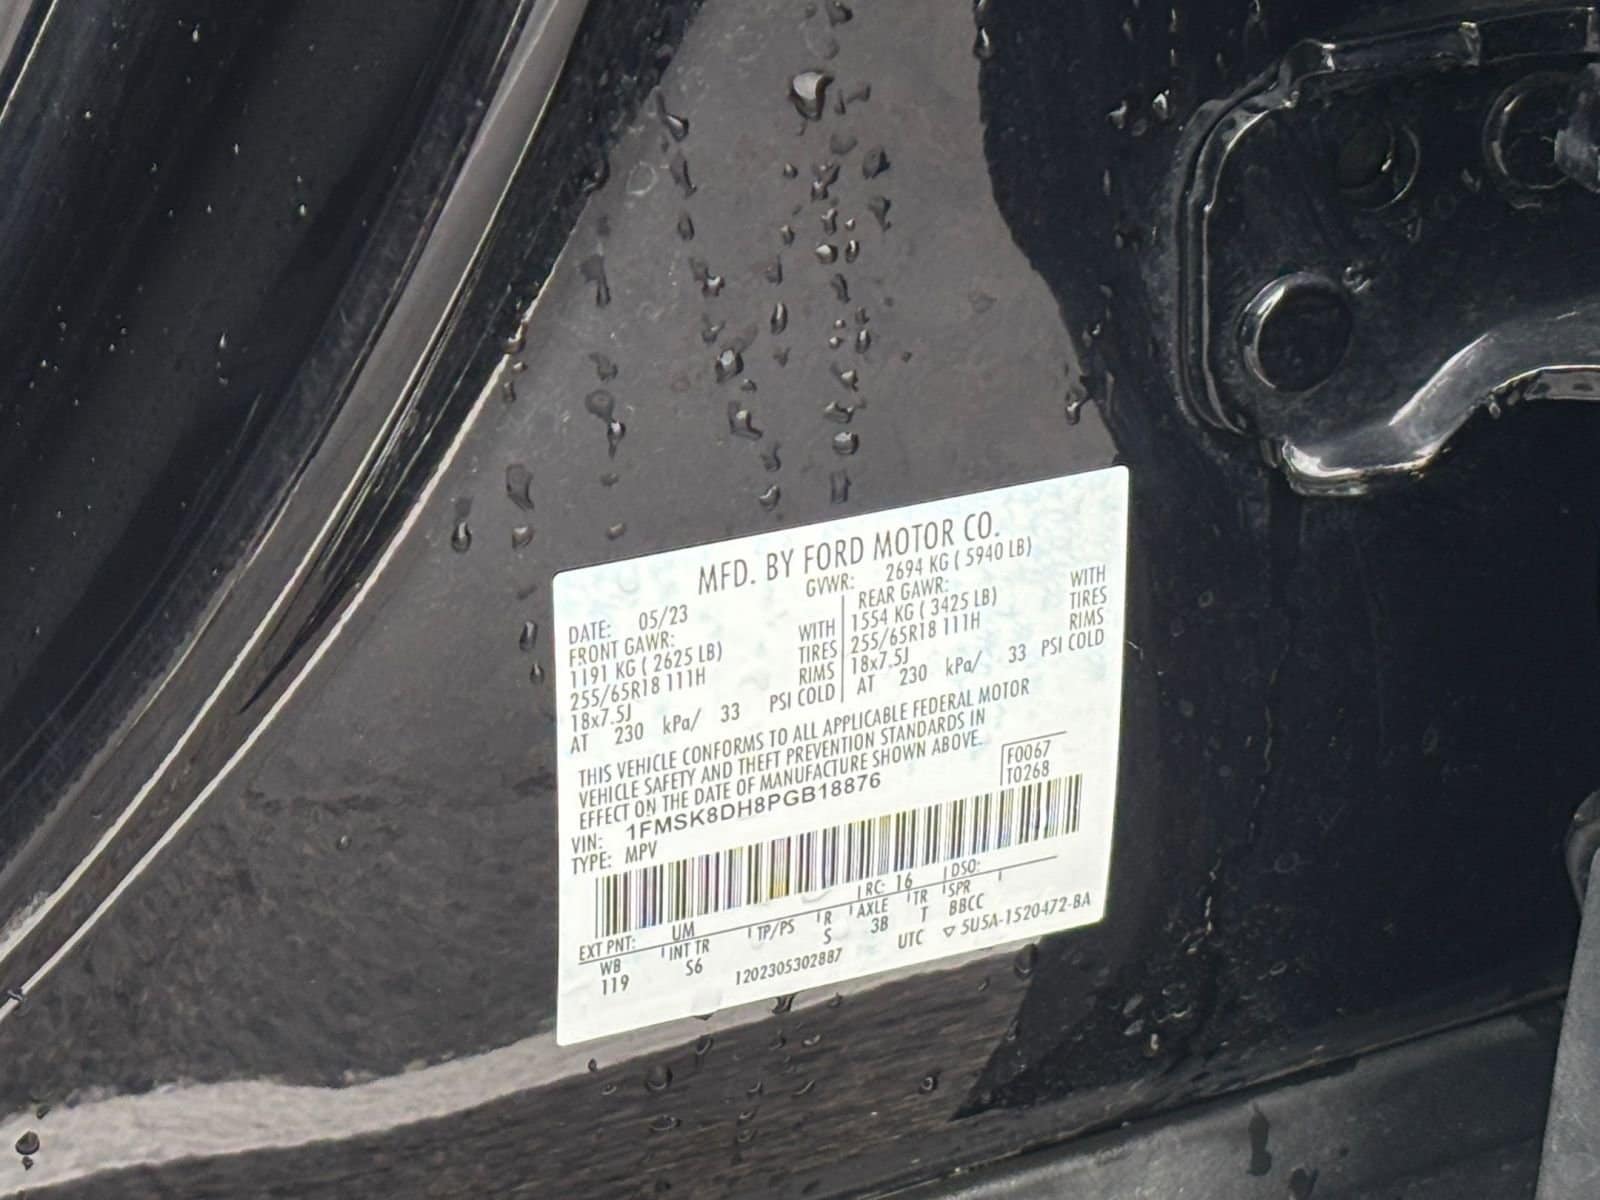 MFD. BY FORD MOTOR CO.
DATE: 05/23 GVWR: 2694 KG ( 5940 LB)
FRONT GAWR: REAR GAWR:
1191 KG ( 2625 LB) WITH 1554 KG ( 3425 LB) WITH
255/65R18 111H TIRES 255/65R18 111H TIRES
18x7.5J RIMS 18x7.5J RIMS
AT 230 kPa/ 33 PSI COLD AT 230 kPa/ 33 PSI COLD
THIS VEHICLE CONFORMS TO ALL APPLICABLE FEDERAL MOTOR
VEHICLE SAFETY AND THEFT PREVENTION STANDARDS IN
EFFECT ON THE DATE OF MANUFACTURE SHOWN ABOVE.
F0067
T0268
VIN: 1FMSK8DH8PGB18876
TYPE: MPV
EXT PNT: UM RC: 16 DSO:
WB INT TR TP/PS R AXLE TR SPR
119 S6 S 3B T BBCC
1202305302887 UTC ▽ 5U5A-1520472-BA